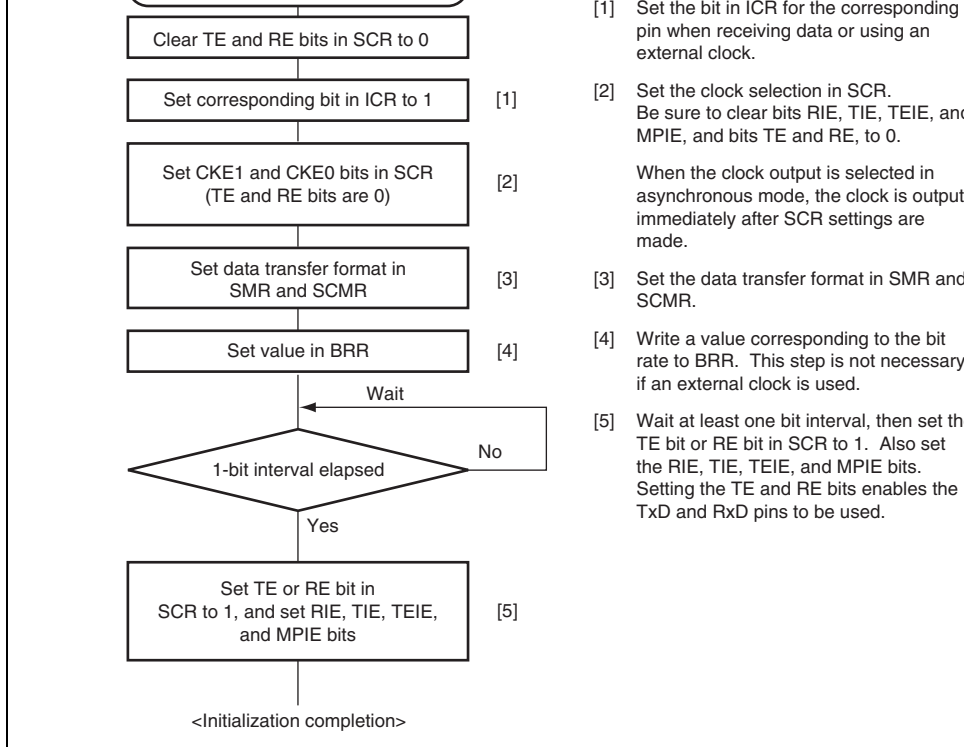 Clear TE and RE bits in SCR to 0
Set corresponding bit in ICR to 1
[1]
Set CKE1 and CKE0 bits in SCR
(TE and RE bits are 0)
[2]
Set data transfer format in
SMR and SCMR
[3]
Set value in BRR
[4]
Wait
1-bit interval elapsed
No
Yes
Set TE or RE bit in
SCR to 1, and set RIE, TIE, TEIE,
and MPIE bits
[5]
<Initialization completion>
[1] Set the bit in ICR for the corresponding
pin when receiving data or using an
external clock.
[2] Set the clock selection in SCR.
Be sure to clear bits RIE, TIE, TEIE, and
MPIE, and bits TE and RE, to 0.
When the clock output is selected in
asynchronous mode, the clock is output
immediately after SCR settings are
made.
[3] Set the data transfer format in SMR and
SCMR.
[4] Write a value corresponding to the bit
rate to BRR. This step is not necessary
if an external clock is used.
[5] Wait at least one bit interval, then set th
TE bit or RE bit in SCR to 1. Also set
the RIE, TIE, TEIE, and MPIE bits.
Setting the TE and RE bits enables the
TxD and RxD pins to be used.